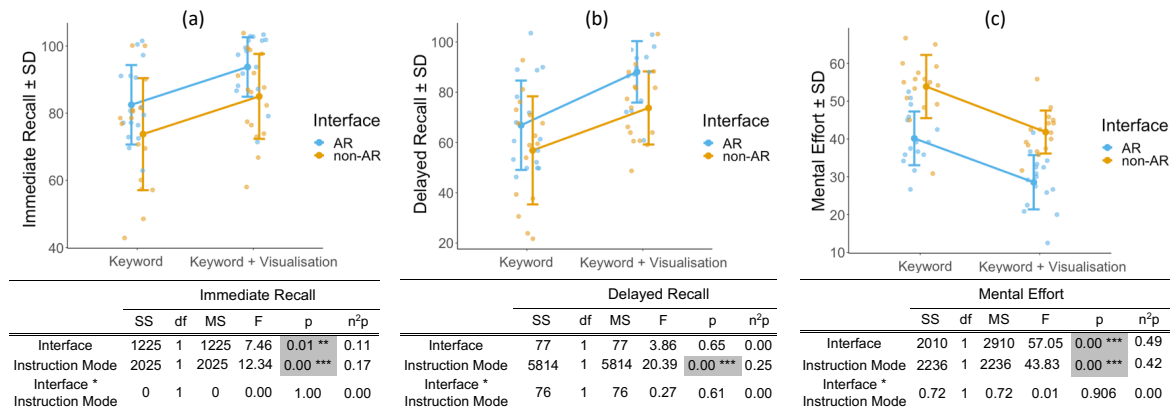 (a)
Immediate Recall ± SD
100
80
60
40
Keyword
Keyword + Visualisation
Interface
AR
non-AR
Immediate Recall
SS df MS F p n²p
Interface 1225 1 1225 7.46 0.01 ** 0.11
Instruction Mode 2025 1 2025 12.34 0.00 *** 0.17
Interface *
Instruction Mode 0 1 0 0.00 1.00 0.00
(b)
Delayed Recall ± SD
100
80
60
40
20
Keyword
Keyword + Visualisation
Interface
AR
non-AR
Delayed Recall
SS df MS F p n²p
Interface 77 1 77 3.86 0.65 0.00
Instruction Mode 5814 1 5814 20.39 0.00 *** 0.25
Interface *
Instruction Mode 76 1 76 0.27 0.61 0.00
(c)
Mental Effort ± SD
60
50
40
30
20
10
Keyword
Keyword + Visualisation
Interface
AR
non-AR
Mental Effort
SS df MS F p n²p
Interface 2010 1 2910 57.05 0.00 *** 0.49
Instruction Mode 2236 1 2236 43.83 0.00 *** 0.42
Interface *
Instruction Mode 0.72 1 0.72 0.01 0.906 0.00